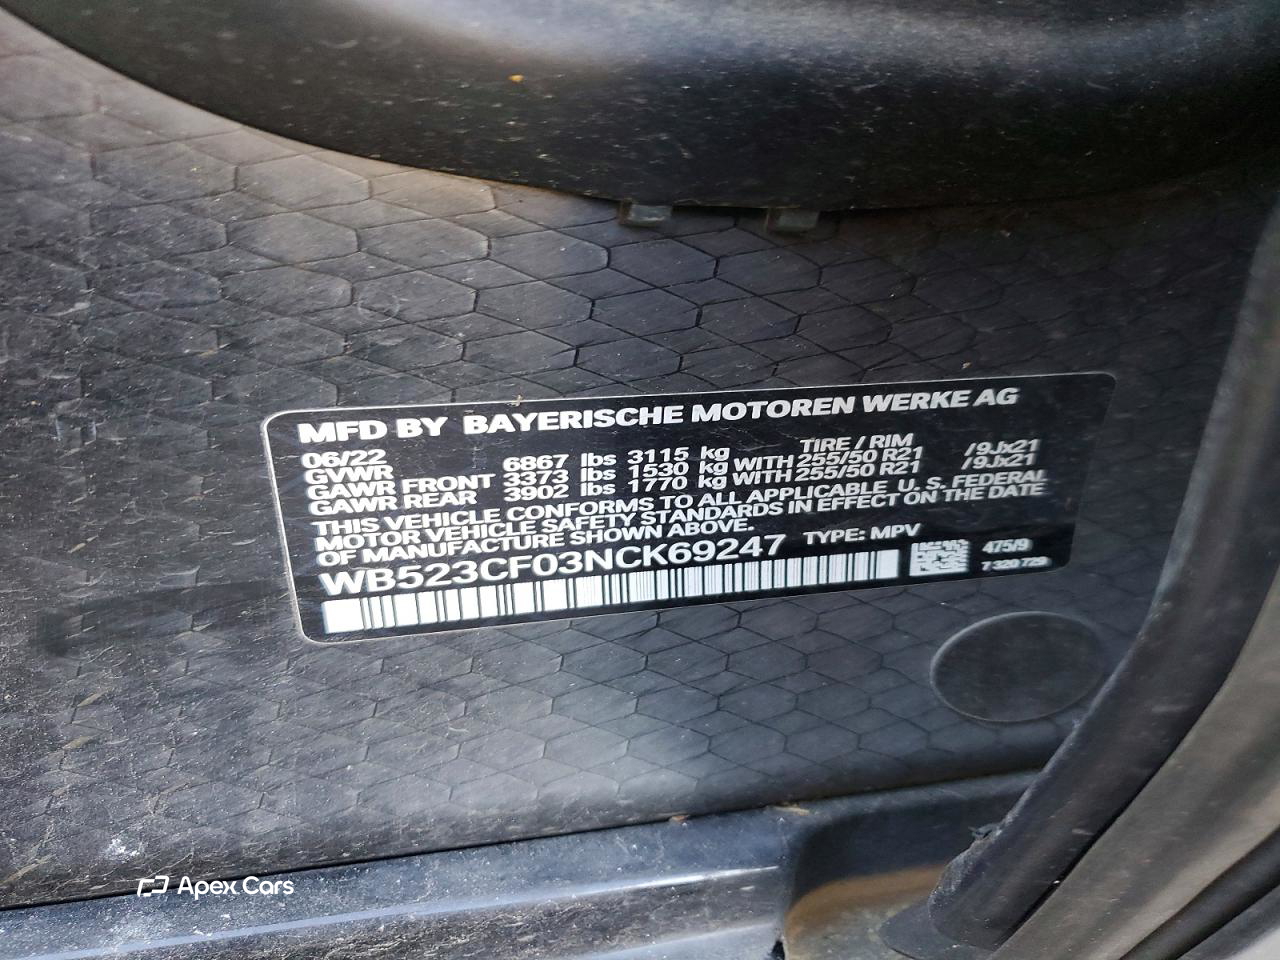 MFD BY BAYERISCHE MOTOREN WERKE AG
06/22 TIRE / RIM
GVWR 6867 lbs 3115 kg
GAWR FRONT 3373 lbs 1530 kg WITH 255/50 R21 /9Jx21
GAWR REAR 3902 lbs 1770 kg WITH 255/50 R21 /9Jx21
THIS VEHICLE CONFORMS TO ALL APPLICABLE U.S. FEDERAL
MOTOR VEHICLE SAFETY STANDARDS IN EFFECT ON THE DATE
OF MANUFACTURE SHOWN ABOVE.
WB523CF03NCK69247 TYPE: MPV
475/9
Apex Cars